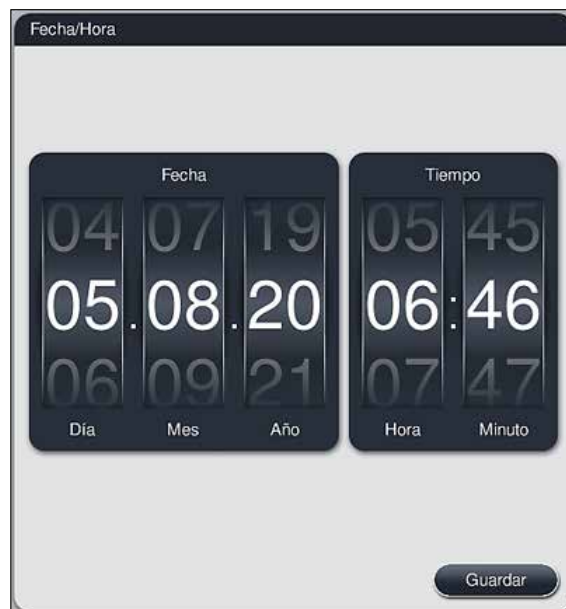 Fecha/Hora
Fecha
04 07 19
05.08.20
06 09 21
Día Mes Año
Tiempo
05 45
06:46
07 47
Hora Minuto
Guardar